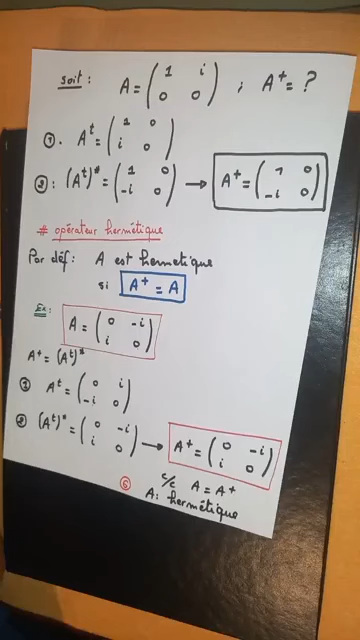 soit : A = ( 1 i ; 0 0 ) ; A⁺ = ?
①. Aᵗ = ( 1 0 ; i 0 )
②: (Aᵗ)* = ( 1 0 ; -i 0 ) → A⁺ = ( 1 0 ; -i 0 )
# opérateur hermétique
Par déf: A est hermétique
si A⁺ = A
Ex: A = ( 0 -i ; i 0 )
A⁺ = (Aᵗ)*
① Aᵗ = ( 0 i ; -i 0 )
② (Aᵗ)* = ( 0 -i ; i 0 ) → A⁺ = ( 0 -i ; i 0 )
⑥ c/c A = A⁺
A: hermétique